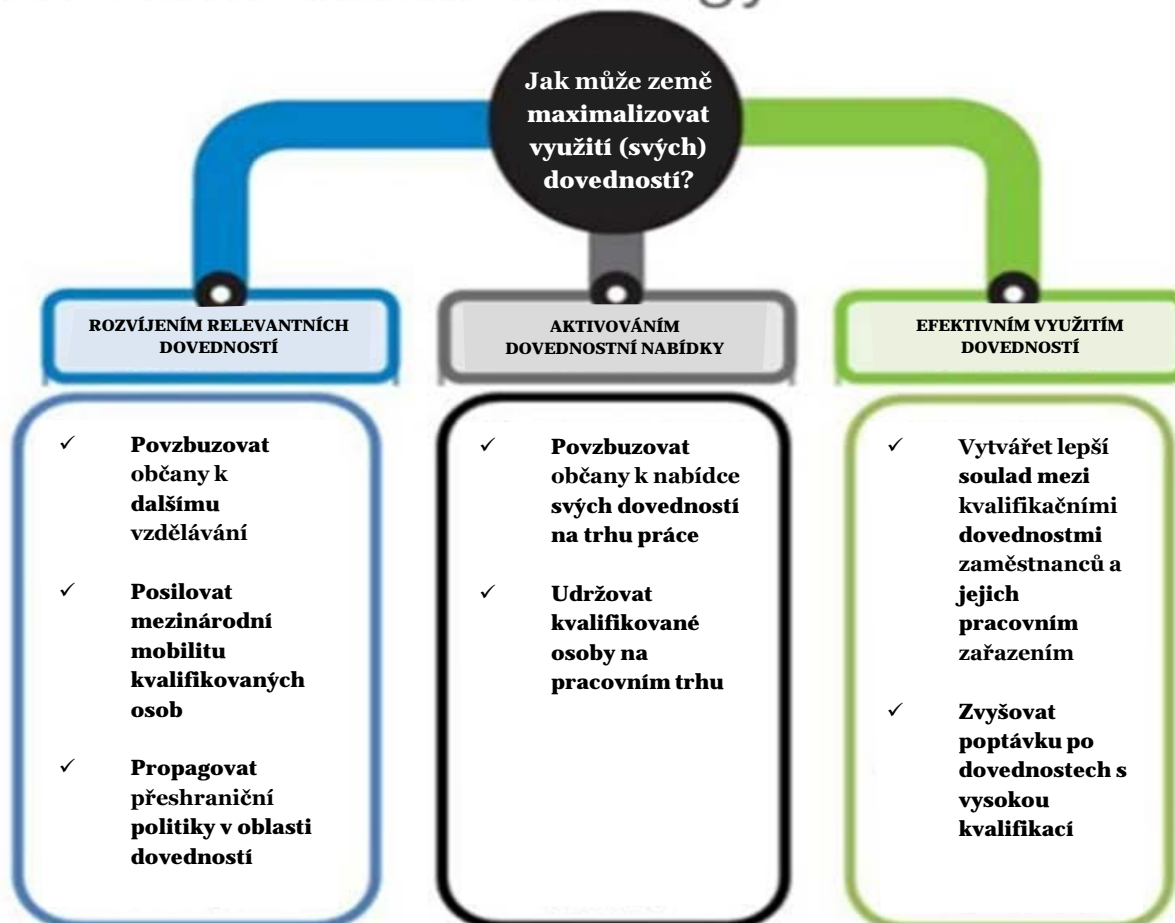 Jak může země
maximalizovat
využití (svých)
dovedností?
ROZVÍJENÍM RELEVANTNÍCH
DOVEDNOSTÍ
✓ Povzbuzovat
občany k
dalšímu
vzdělávání
✓ Posilovat
mezinárodní
mobilitu
kvalifikovaných
osob
✓ Propagovat
přeshraniční
politiky v oblasti
dovedností
AKTIVOVÁNÍM
DOVEDNOSTNÍ NABÍDKY
✓ Povzbuzovat
občany k nabídce
svých dovedností
na trhu práce
✓ Udržovat
kvalifikované
osoby na
pracovním trhu
EFEKTIVNÍM VYUŽITÍM
DOVEDNOSTÍ
✓ Vytvářet lepší
soulad mezi
kvalifikačními
dovednostmi
zaměstnanců a
jejich
pracovním
zařazením
✓ Zvyšovat
poptávku po
dovednostech s
vysokou
kvalifikací